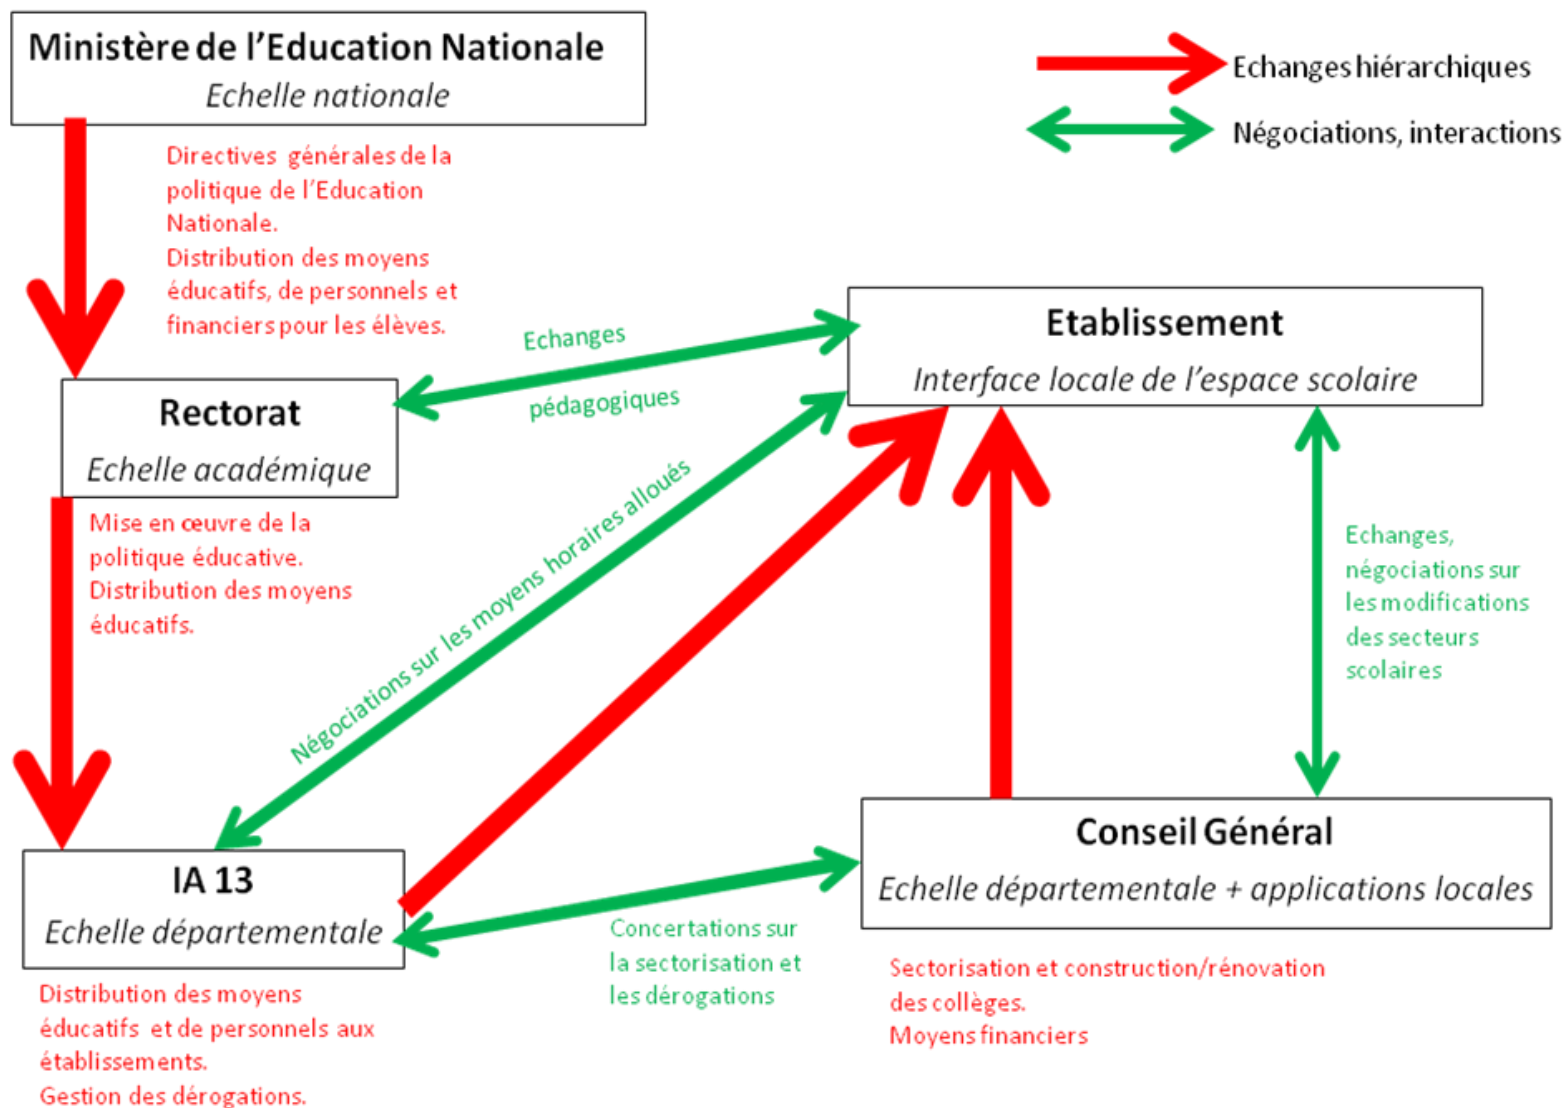 Ministère de l'Education Nationale
Echelle nationale
Echanges hiérarchiques
Négociations, interactions
Directives générales de la
politique de l'Education
Nationale.
Distribution des moyens
éducatifs, de personnels et
financiers pour les élèves.
Etablissement
Interface locale de l'espace scolaire
Echanges
pédagogiques
Rectorat
Echelle académique
Mise en œuvre de la
politique éducative.
Distribution des moyens
éducatifs.
Négociations sur les moyens horaires alloués
Echanges,
négociations sur
les modifications
des secteurs
scolaires
IA 13
Echelle départementale
Conseil Général
Echelle départementale + applications locales
Concertations sur
la sectorisation et
les dérogations
Distribution des moyens
éducatifs et de personnels aux
établissements.
Gestion des dérogations.
Sectorisation et construction/rénovation
des collèges.
Moyens financiers